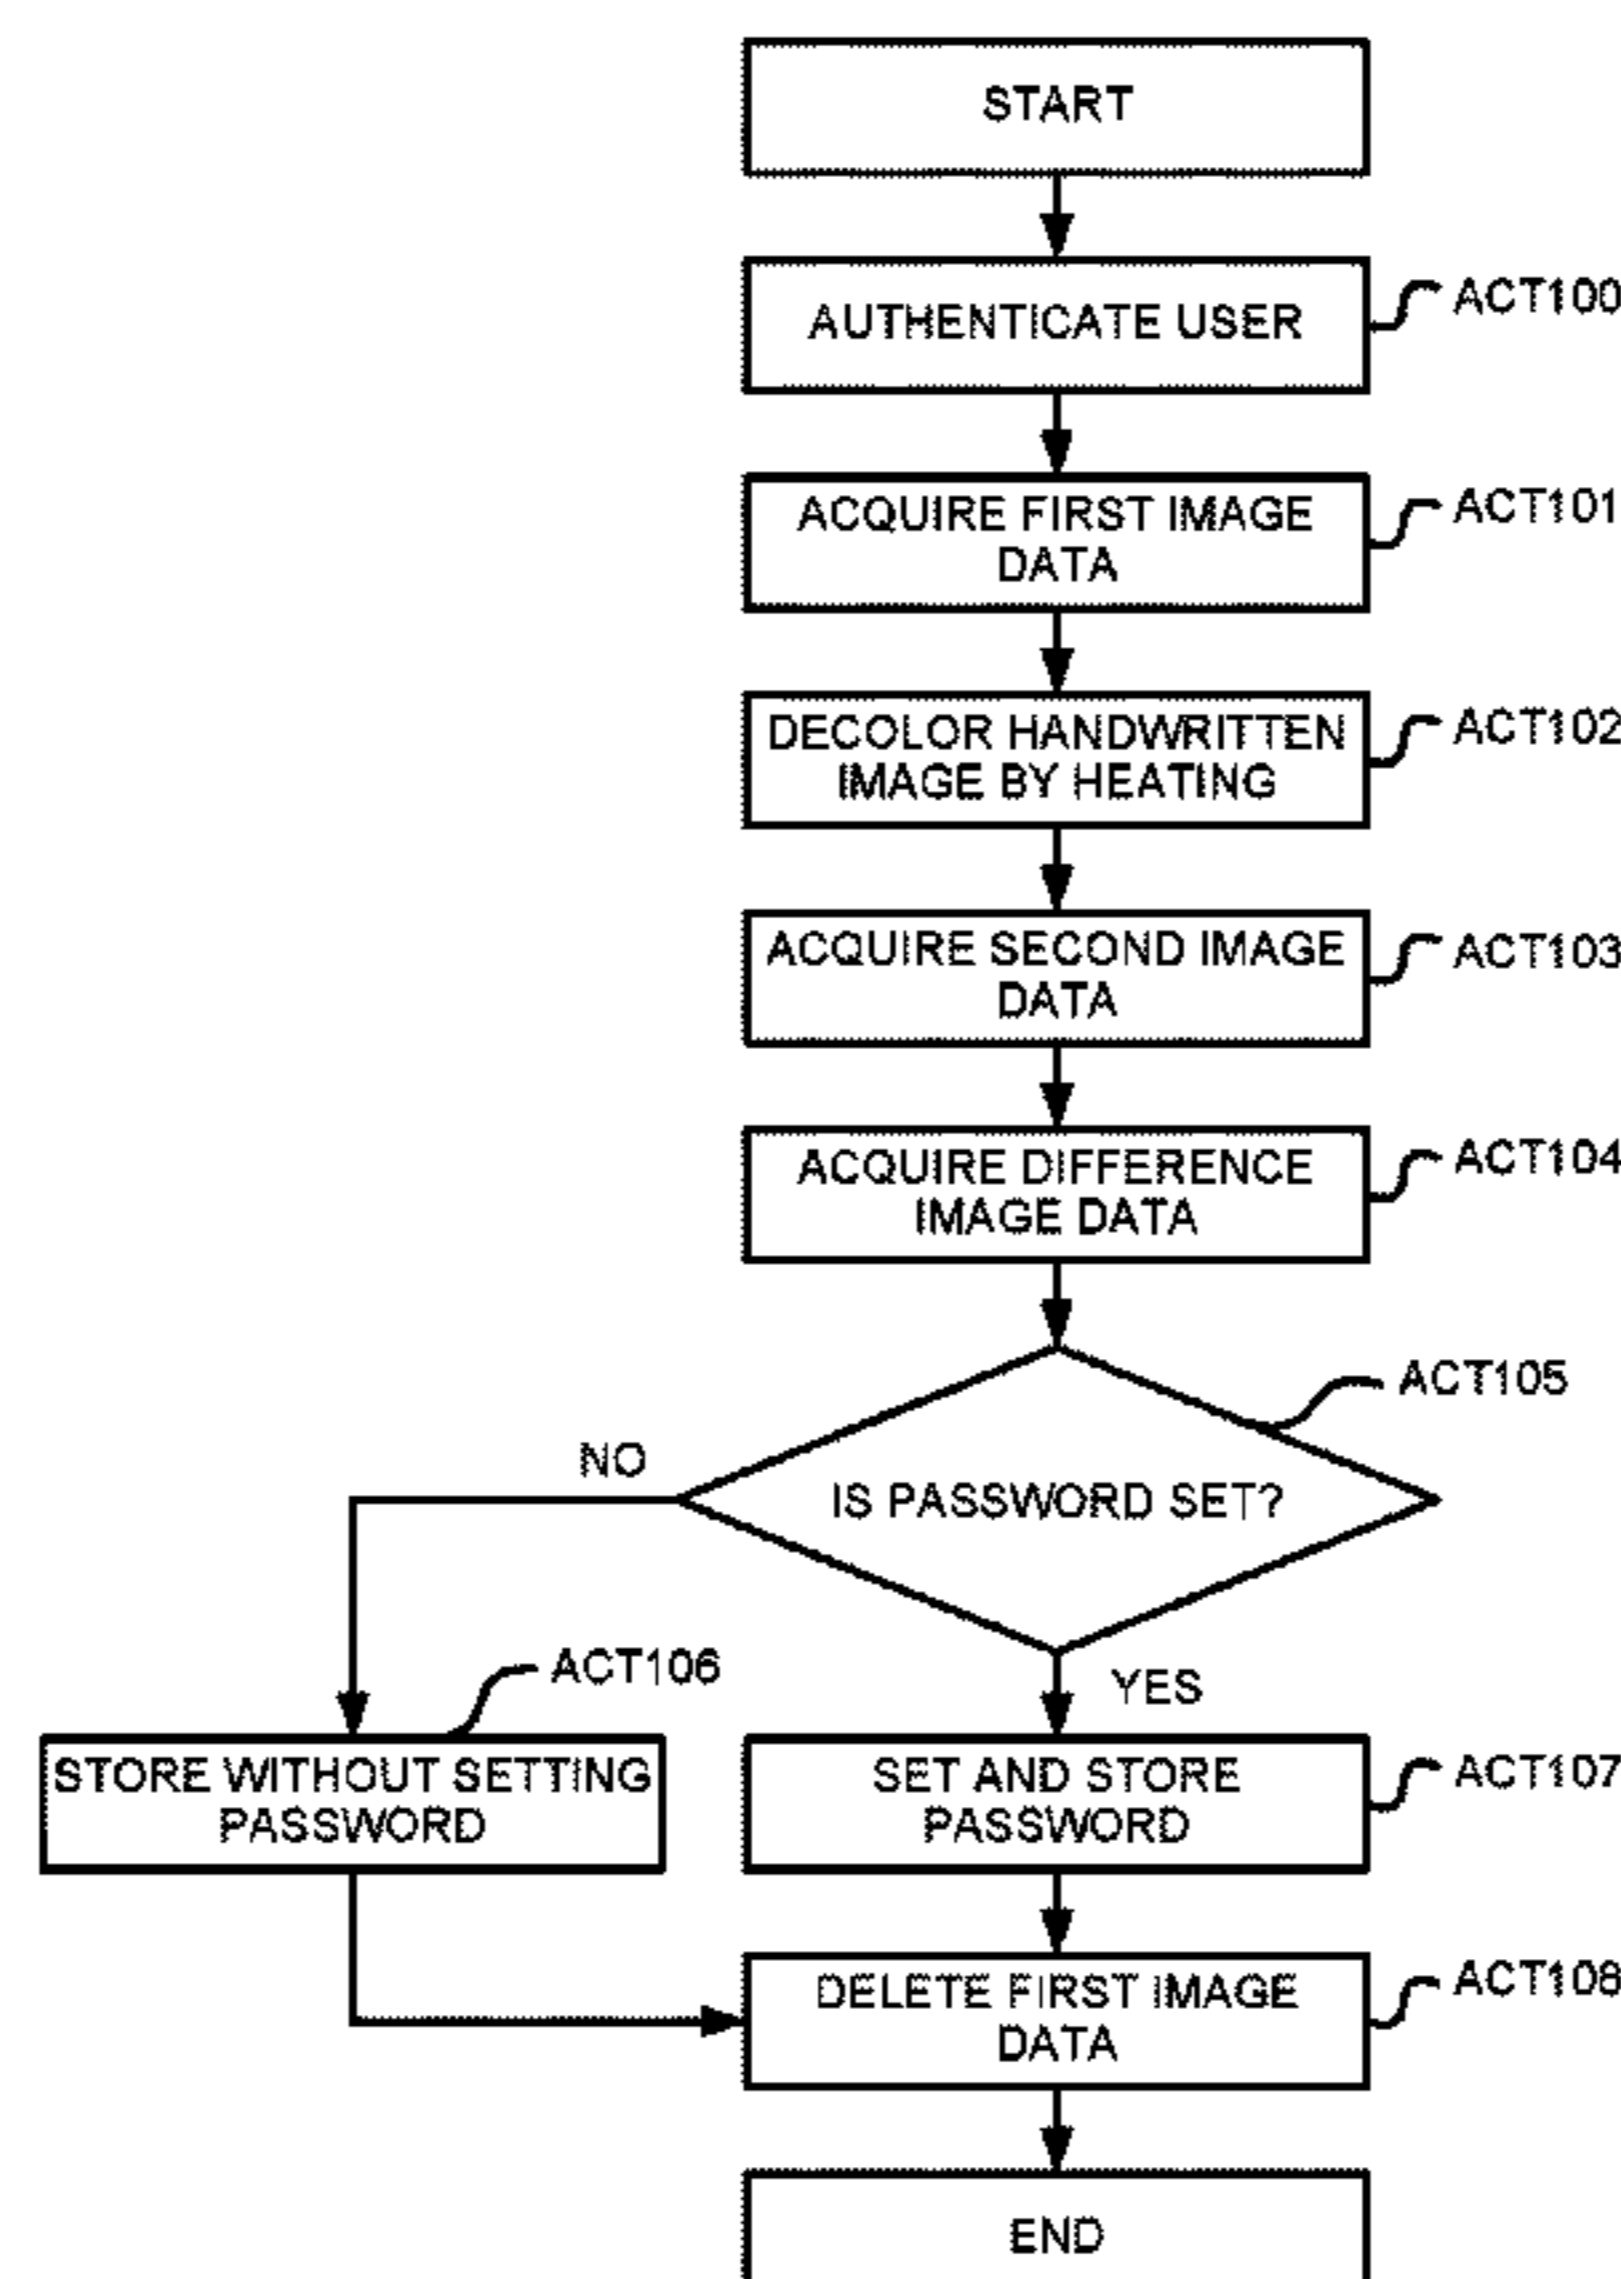 START
AUTHENTICATE USER
ACT100
ACQUIRE FIRST IMAGE
DATA
ACT101
DECOLOR HANDWRITTEN
IMAGE BY HEATING
ACT102
ACQUIRE SECOND IMAGE
DATA
ACT103
ACQUIRE DIFFERENCE
IMAGE DATA
ACT104
IS PASSWORD SET?
ACT105
NO
YES
STORE WITHOUT SETTING
PASSWORD
ACT106
SET AND STORE
PASSWORD
ACT107
DELETE FIRST IMAGE
DATA
ACT108
END